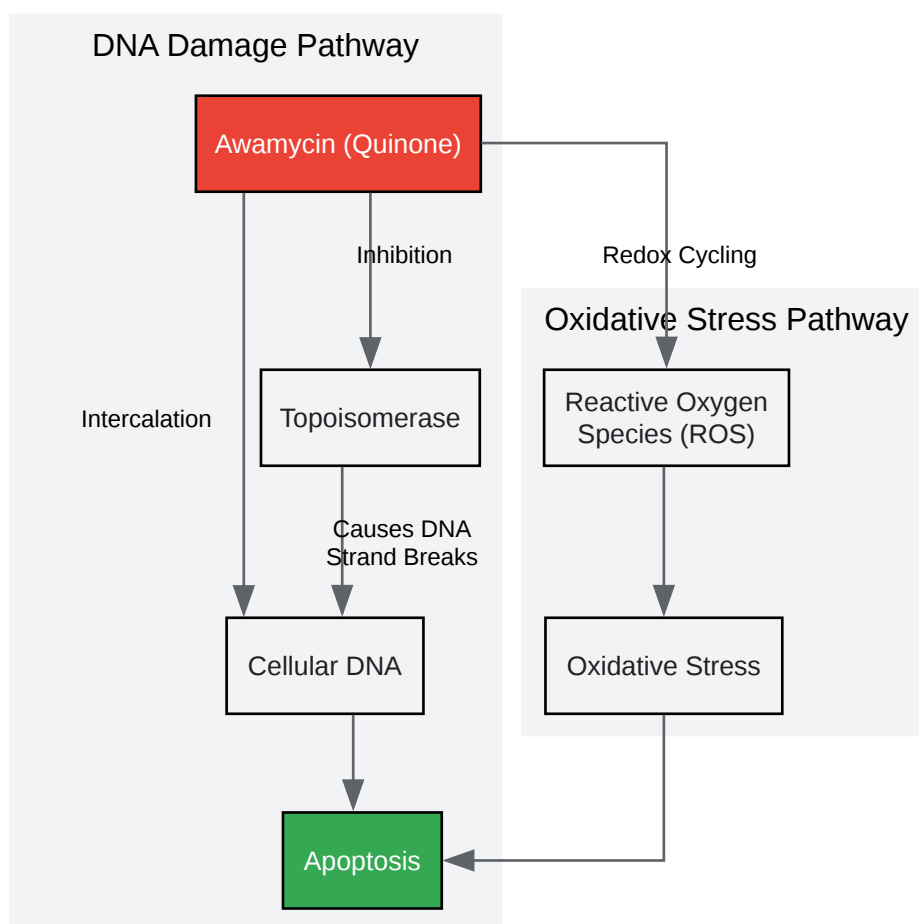 DNA Damage Pathway
Awamycin (Quinone)
Inhibition
Redox Cycling
Oxidative Stress Pathway
Intercalation
Topoisomerase
Reactive Oxygen
Species (ROS)
Causes DNA
Strand Breaks
Cellular DNA
Oxidative Stress
Apoptosis